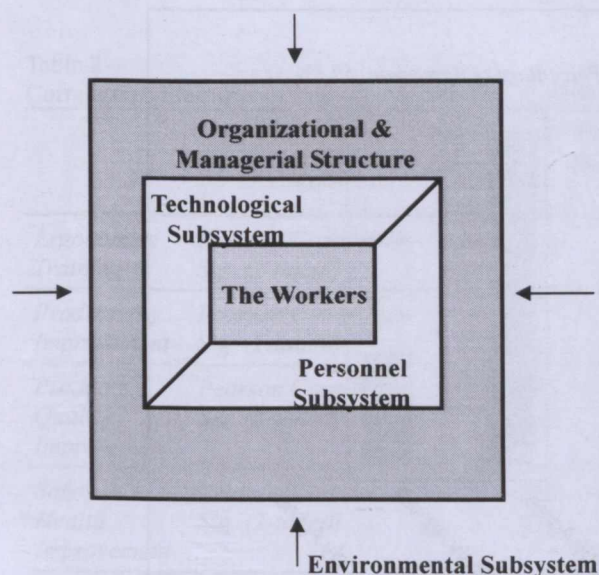 Organizational &
Managerial Structure
Technological
Subsystem
The Workers
Personnel
Subsystem
Environmental Subsystem